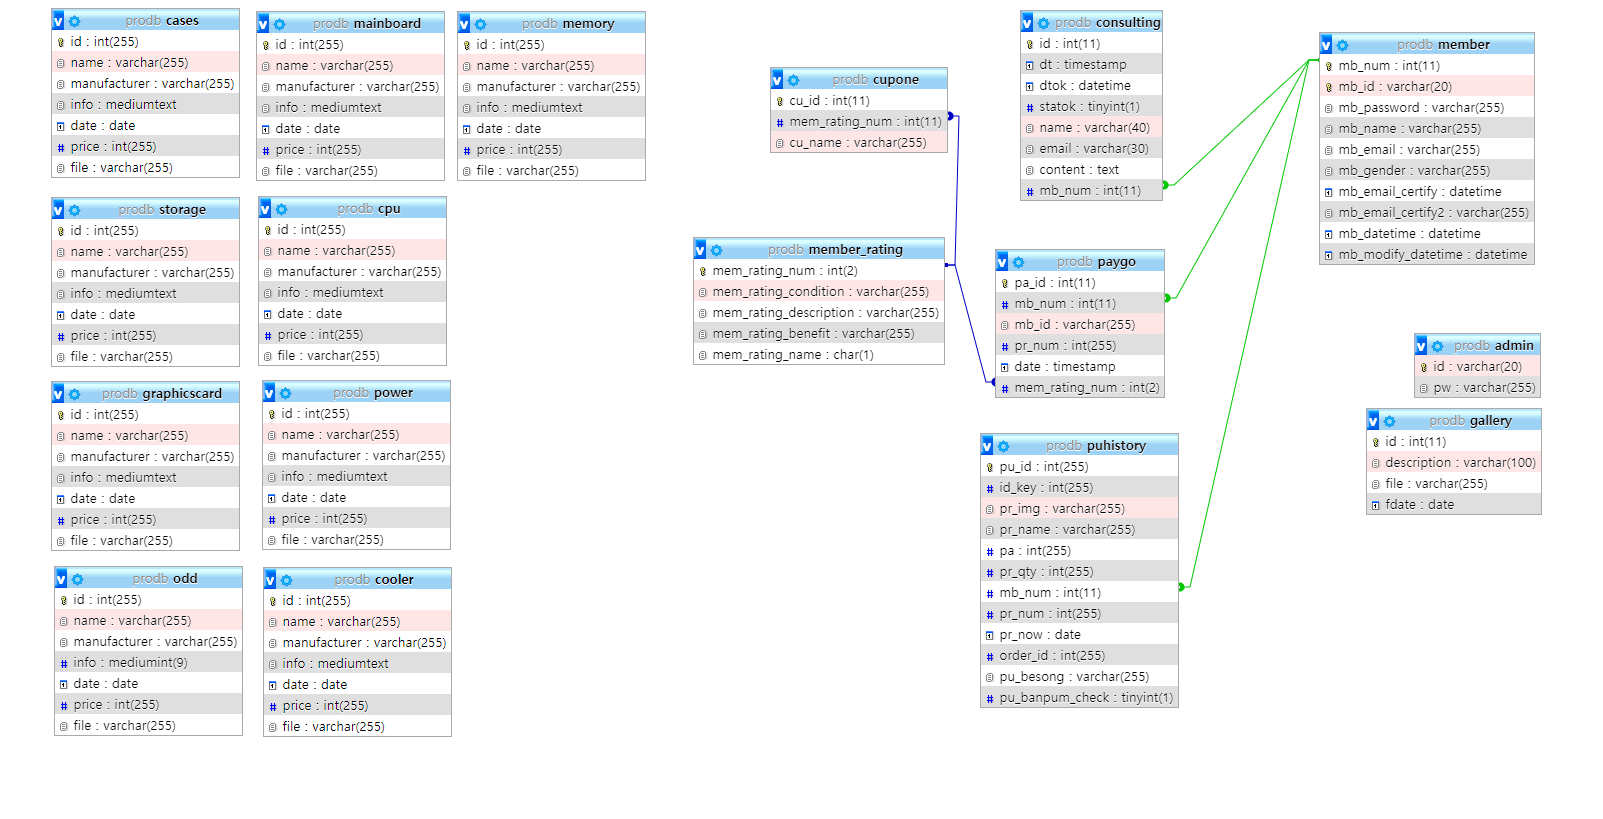 prodb cases
id : int(255)
name : varchar(255)
manufacturer : varchar(255)
info : mediumtext
date : date
price : int(255)
file : varchar(255)
prodb mainboard
id : int(255)
name : varchar(255)
manufacturer : varchar(255)
info : mediumtext
date : date
price : int(255)
file : varchar(255)
prodb memory
id : int(255)
name : varchar(255)
manufacturer : varchar(255)
info : mediumtext
date : date
price : int(255)
file : varchar(255)
prodb storage
id : int(255)
name : varchar(255)
manufacturer : varchar(255)
info : mediumtext
date : date
price : int(255)
file : varchar(255)
prodb cpu
id : int(255)
name : varchar(255)
manufacturer : varchar(255)
info : mediumtext
date : date
price : int(255)
file : varchar(255)
prodb graphicscard
id : int(255)
name : varchar(255)
manufacturer : varchar(255)
info : mediumtext
date : date
price : int(255)
file : varchar(255)
prodb power
id : int(255)
name : varchar(255)
manufacturer : varchar(255)
info : mediumtext
date : date
price : int(255)
file : varchar(255)
prodb odd
id : int(255)
name : varchar(255)
manufacturer : varchar(255)
info : mediumint(9)
date : date
price : int(255)
file : varchar(255)
prodb cooler
id : int(255)
name : varchar(255)
manufacturer : varchar(255)
info : mediumtext
date : date
price : int(255)
file : varchar(255)
prodb cupone
cu_id : int(11)
mem_rating_num : int(11)
cu_name : varchar(255)
prodb member_rating
mem_rating_num : int(2)
mem_rating_condition : varchar(255)
mem_rating_description : varchar(255)
mem_rating_benefit : varchar(255)
mem_rating_name : char(1)
prodb consulting
id : int(11)
dt : timestamp
dtok : datetime
statok : tinyint(1)
name : varchar(40)
email : varchar(30)
content : text
mb_num : int(11)
prodb paygo
pa_id : int(11)
mb_num : int(11)
mb_id : varchar(255)
pr_num : int(255)
date : timestamp
mem_rating_num : int(2)
prodb puhistory
pu_id : int(255)
id_key : int(255)
pr_img : varchar(255)
pr_name : varchar(255)
pa : int(255)
pr_qty : int(255)
mb_num : int(11)
pr_num : int(255)
pr_now : date
order_id : int(255)
pu_besong : varchar(255)
pu_banpum_check : tinyint(1)
prodb member
mb_num : int(11)
mb_id : varchar(20)
mb_password : varchar(255)
mb_name : varchar(255)
mb_email : varchar(255)
mb_gender : varchar(255)
mb_email_certify : datetime
mb_email_certify2 : varchar(255)
mb_datetime : datetime
mb_modify_datetime : datetime
prodb admin
id : varchar(20)
pw : varchar(255)
prodb gallery
id : int(11)
description : varchar(100)
file : varchar(255)
fdate : date